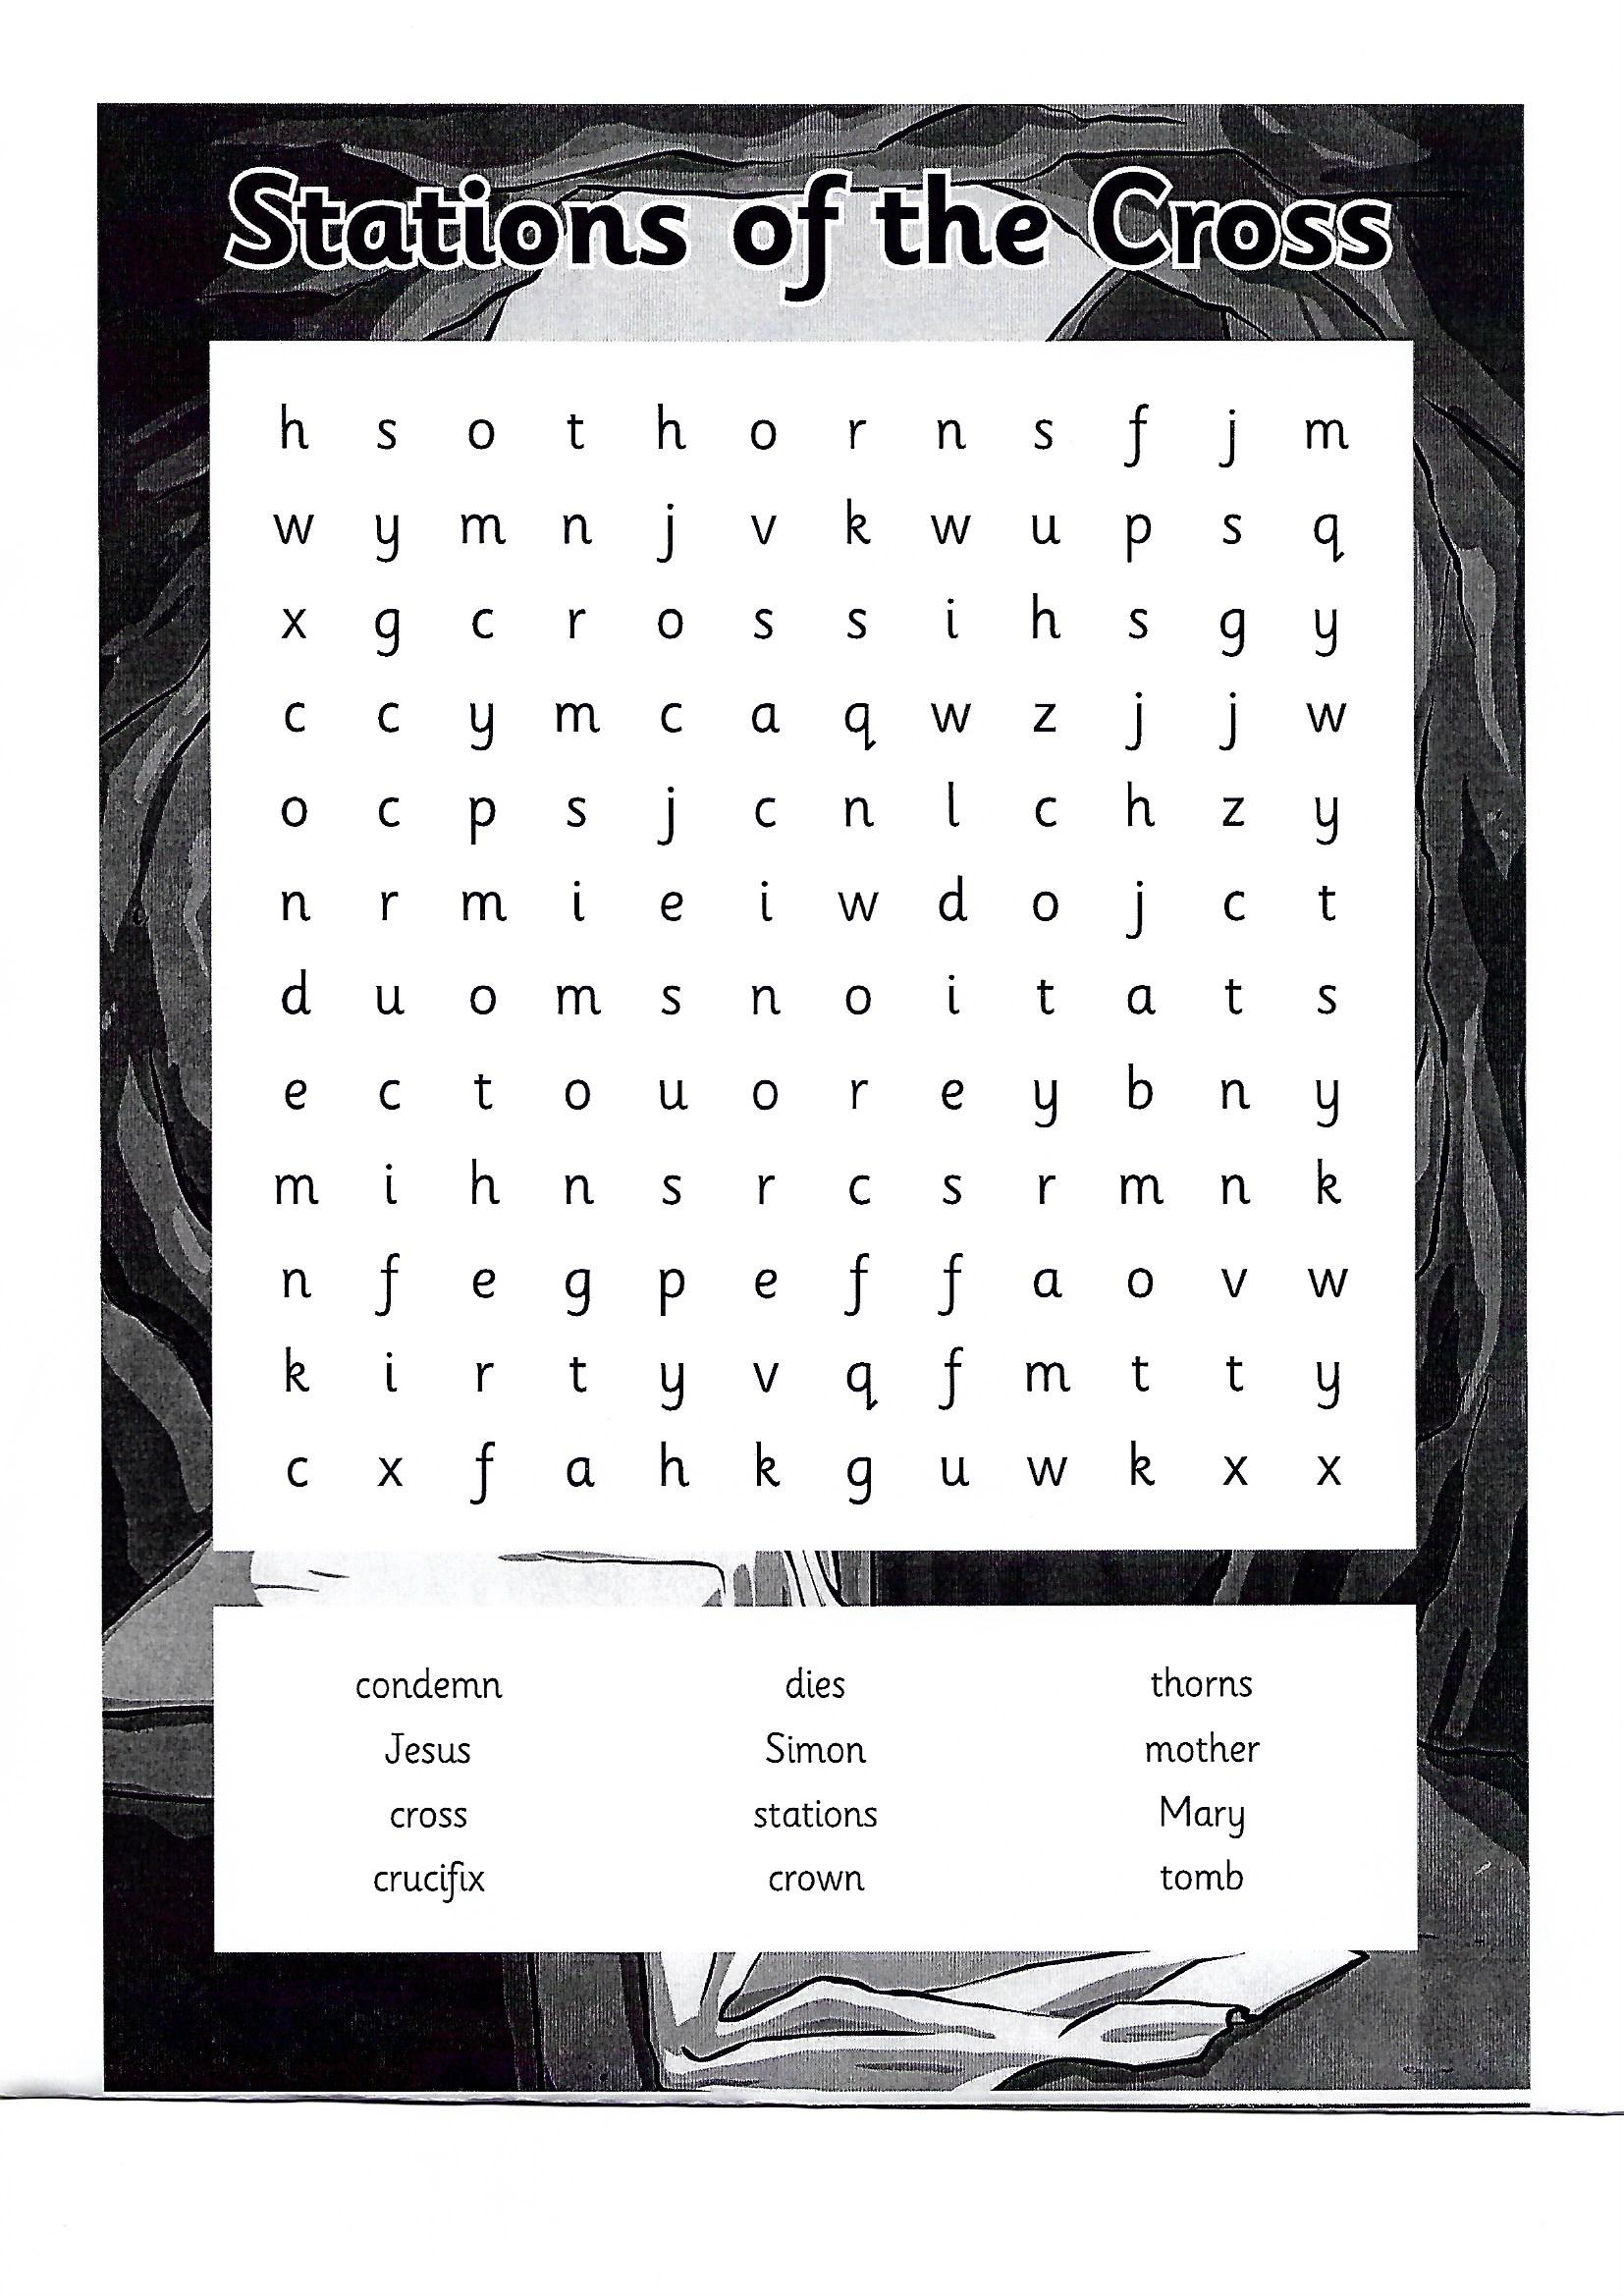 Stations of the Cross
h s o t h o r n s f j m
w y m n j v k w u p s q
x g c r o s s i h s g y
c c y m c a q w z j j w
o c p s j c n l c h z y
n r m i e i w d o j c t
d u o m s n o i t a t s
e c t o u o r e y b n y
m i h n s r c s r m n k
n f e g p e f f a o v w
k i r t y v q f m t t y
c x f a h k g u w k x x
condemn dies thorns
Jesus Simon mother
cross stations Mary
crucifix crown tomb